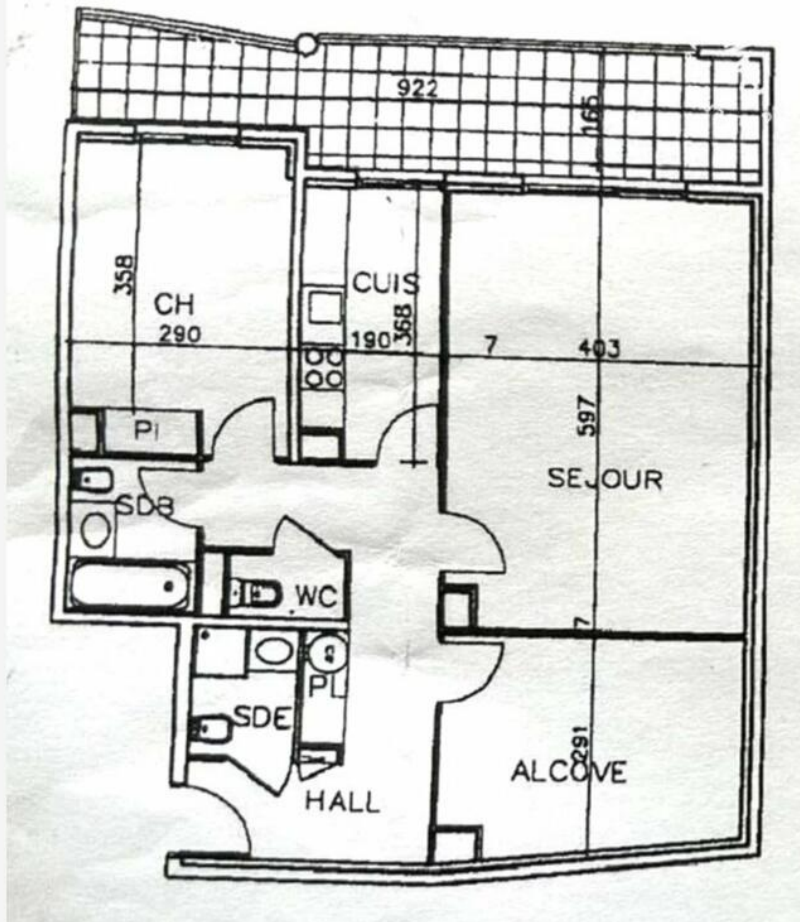 922
165
358
CH
290
CUIS
190
368
7
403
597
SEJOUR
PI
SDB
WC
7
PL
SDE
291
ALCOVE
HALL